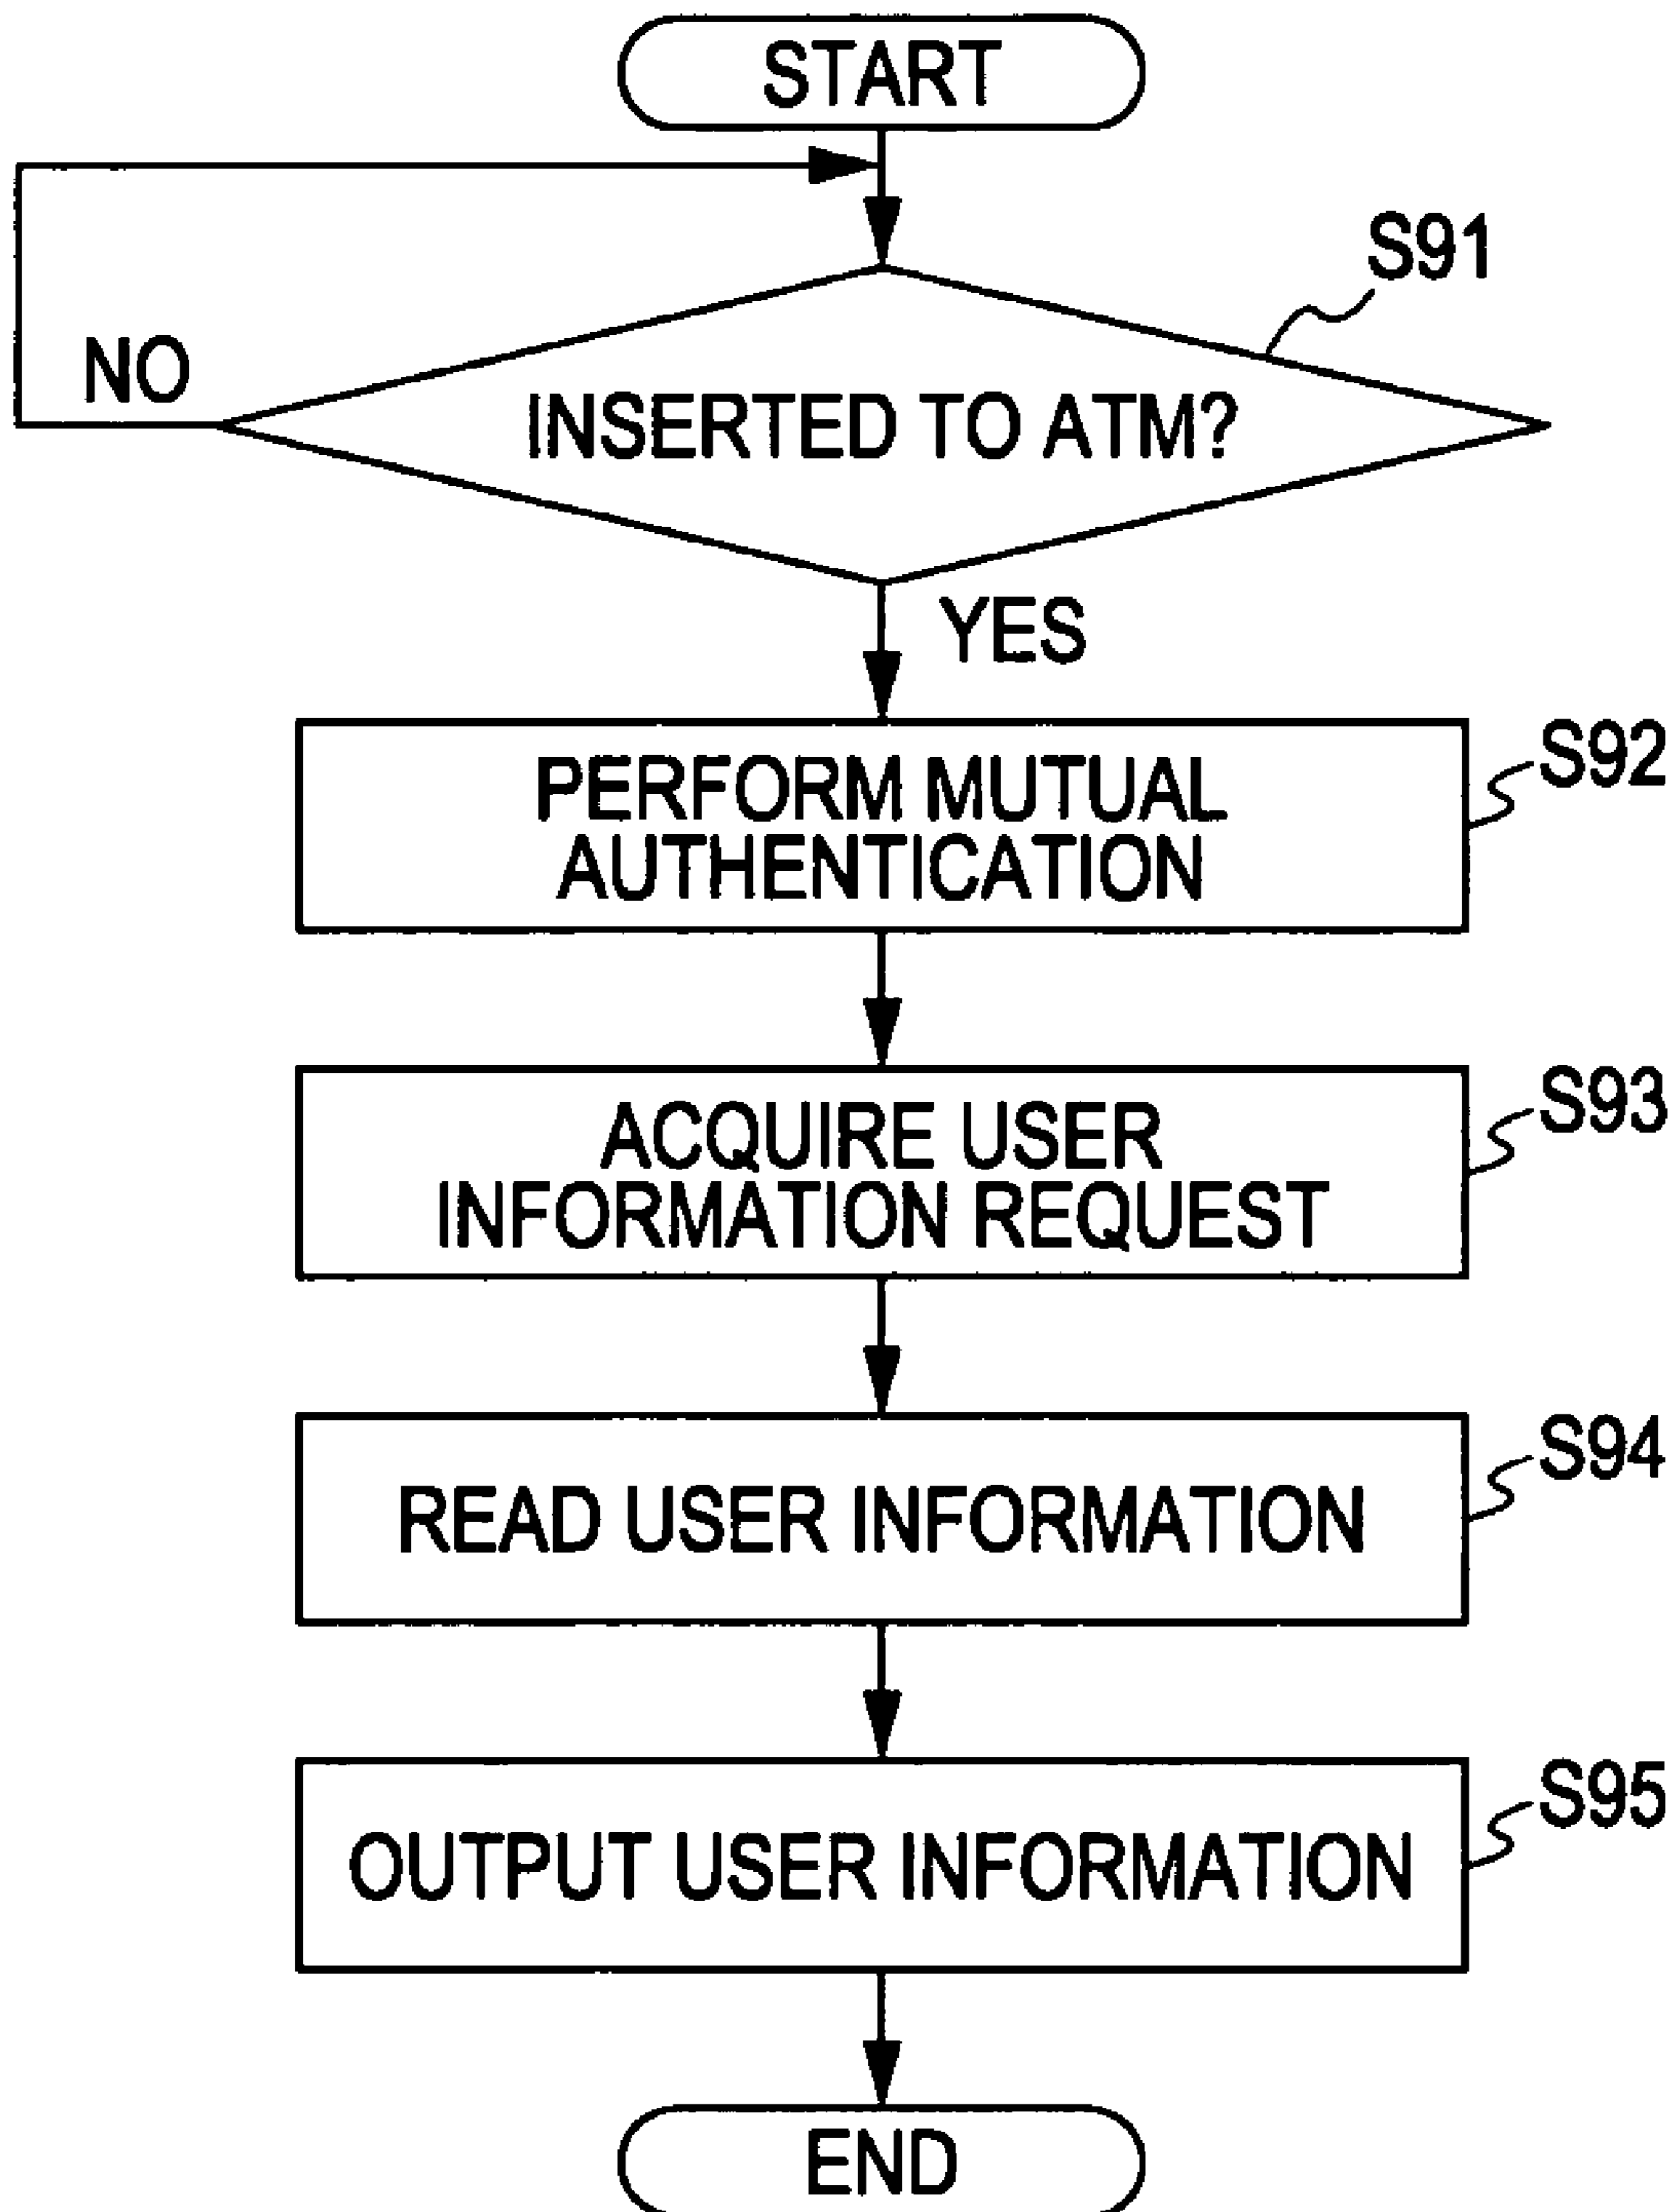 START
S91
NO
INSERTED TO ATM?
YES
S92
PERFORM MUTUAL
AUTHENTICATION
S93
ACQUIRE USER
INFORMATION REQUEST
S94
READ USER INFORMATION
S95
OUTPUT USER INFORMATION
END